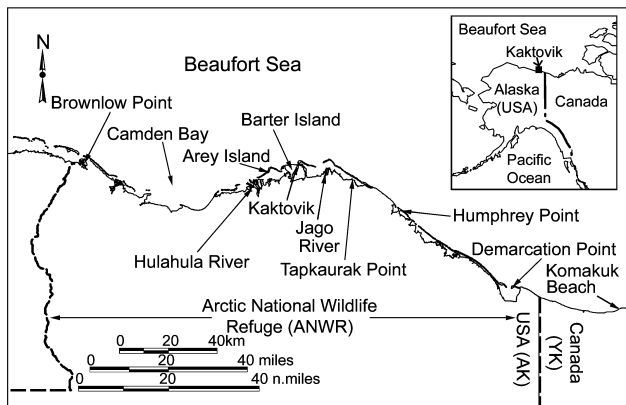 N
Beaufort Sea
Brownlow Point
Camden Bay
Barter Island
Arey Island
Kaktovik
Jago
River
Hulahula River
Tapkaurak Point
Humphrey Point
Demarcation Point
Komakuk
Beach
Arctic National Wildlife
Refuge (ANWR)
USA (AK)
Canada
(YK)
0 20 40km
0 20 40 miles
0 20 40 n.miles
Beaufort Sea
Kaktovik
Alaska
(USA)
Canada
Pacific
Ocean